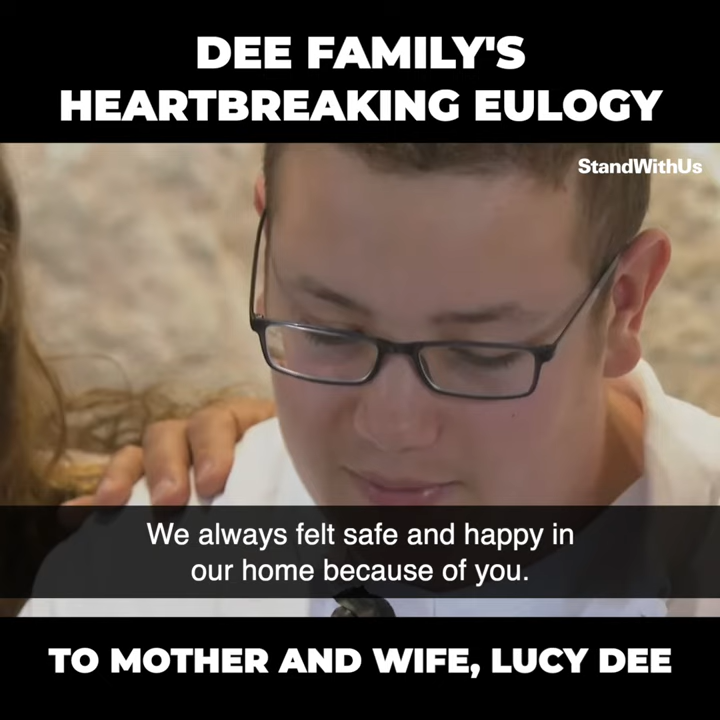 DEE FAMILY'S
HEARTBREAKING EULOGY
StandWithUs
We always felt safe and happy in
our home because of you.
TO MOTHER AND WIFE, LUCY DEE